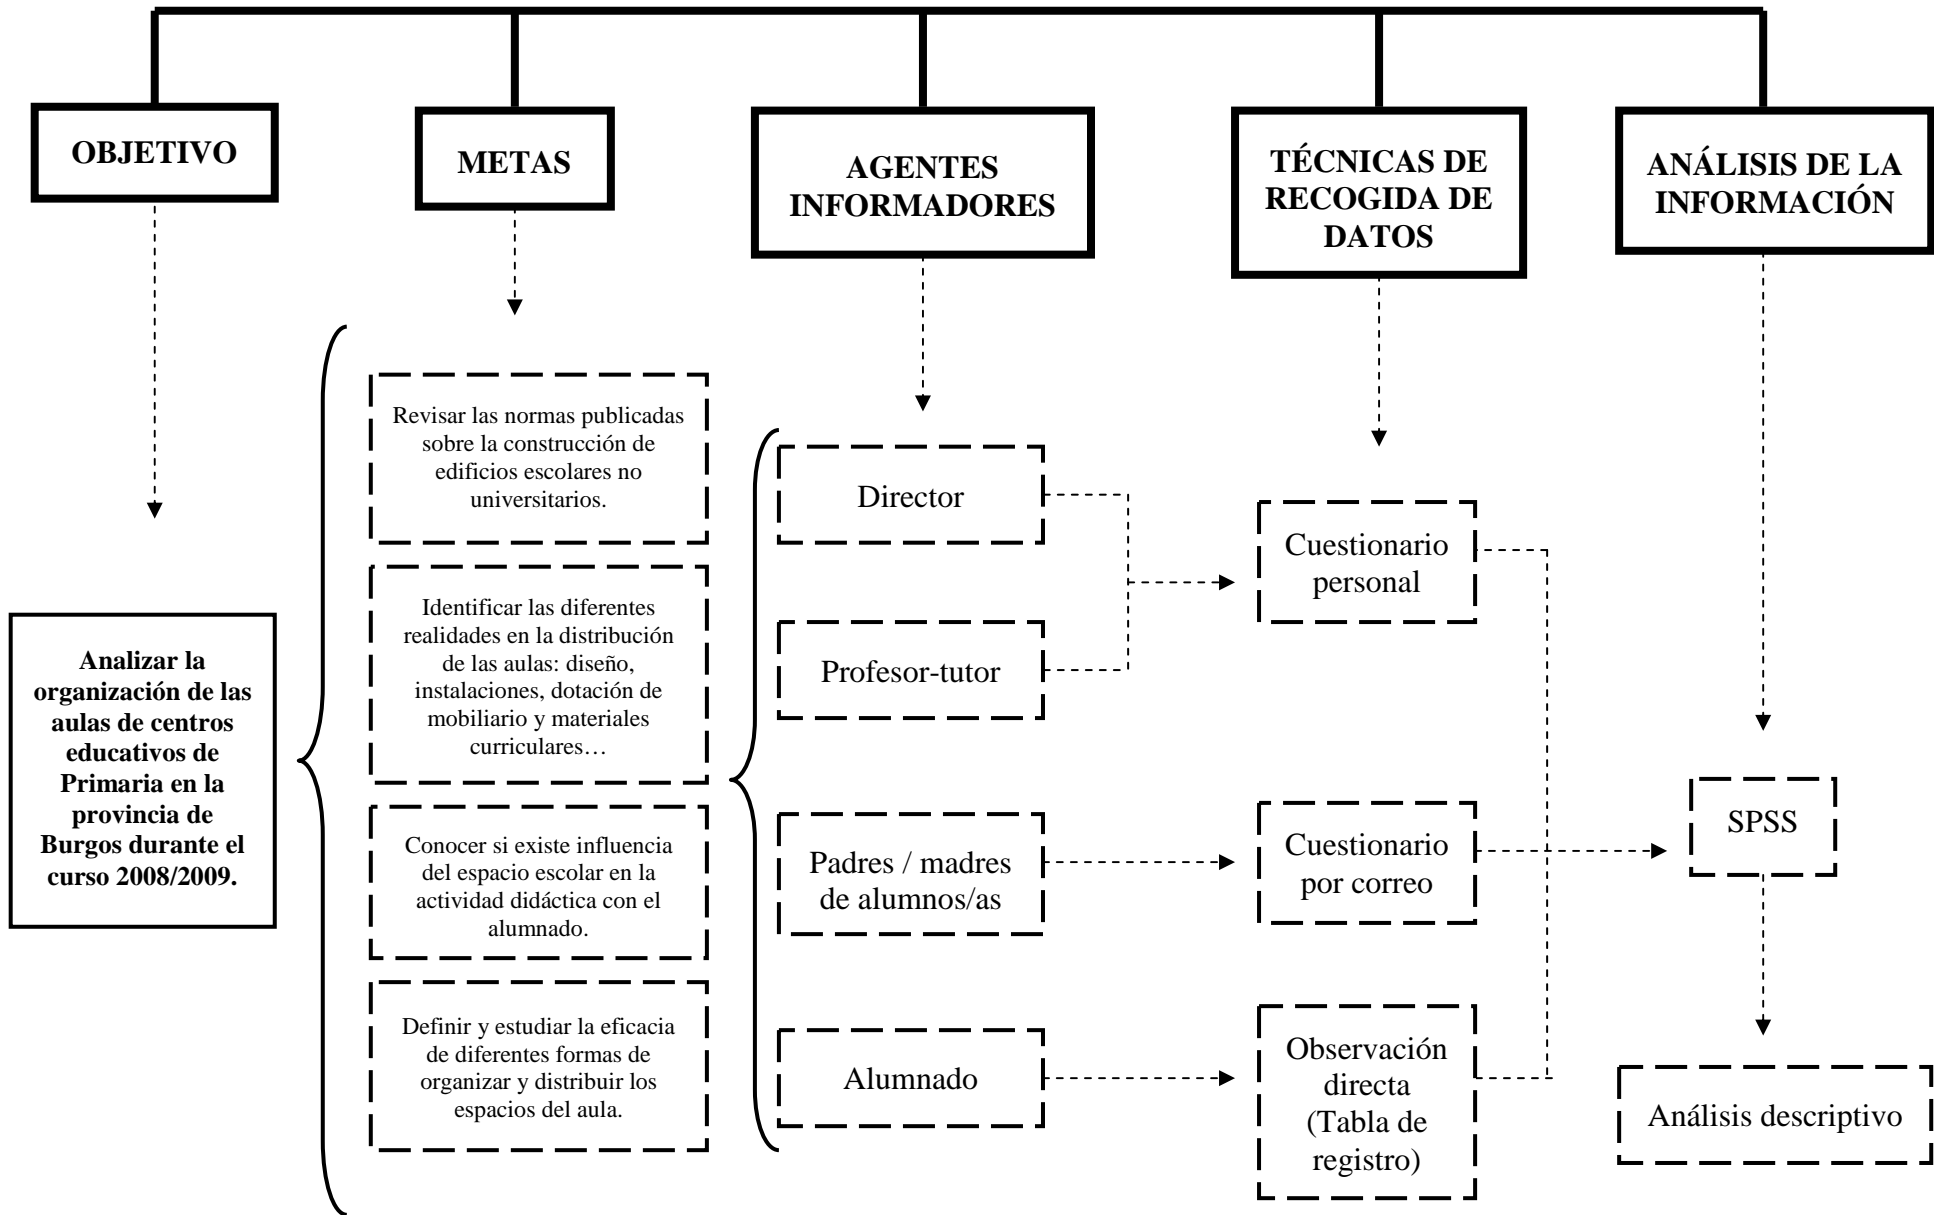 OBJETIVO
METAS
AGENTES
INFORMADORES
TÉCNICAS DE
RECOGIDA DE
DATOS
ANÁLISIS DE LA
INFORMACIÓN
Analizar la
organización de las
aulas de centros
educativos de
Primaria en la
provincia de
Burgos durante el
curso 2008/2009.
Revisar las normas publicadas
sobre la construcción de
edificios escolares no
universitarios.
Identificar las diferentes
realidades en la distribución
de las aulas: diseño,
instalaciones, dotación de
mobiliario y materiales
curriculares…
Conocer si existe influencia
del espacio escolar en la
actividad didáctica con el
alumnado.
Definir y estudiar la eficacia
de diferentes formas de
organizar y distribuir los
espacios del aula.
Director
Profesor-tutor
Padres / madres
de alumnos/as
Alumnado
Cuestionario
personal
Cuestionario
por correo
Observación
directa
(Tabla de
registro)
SPSS
Análisis descriptivo